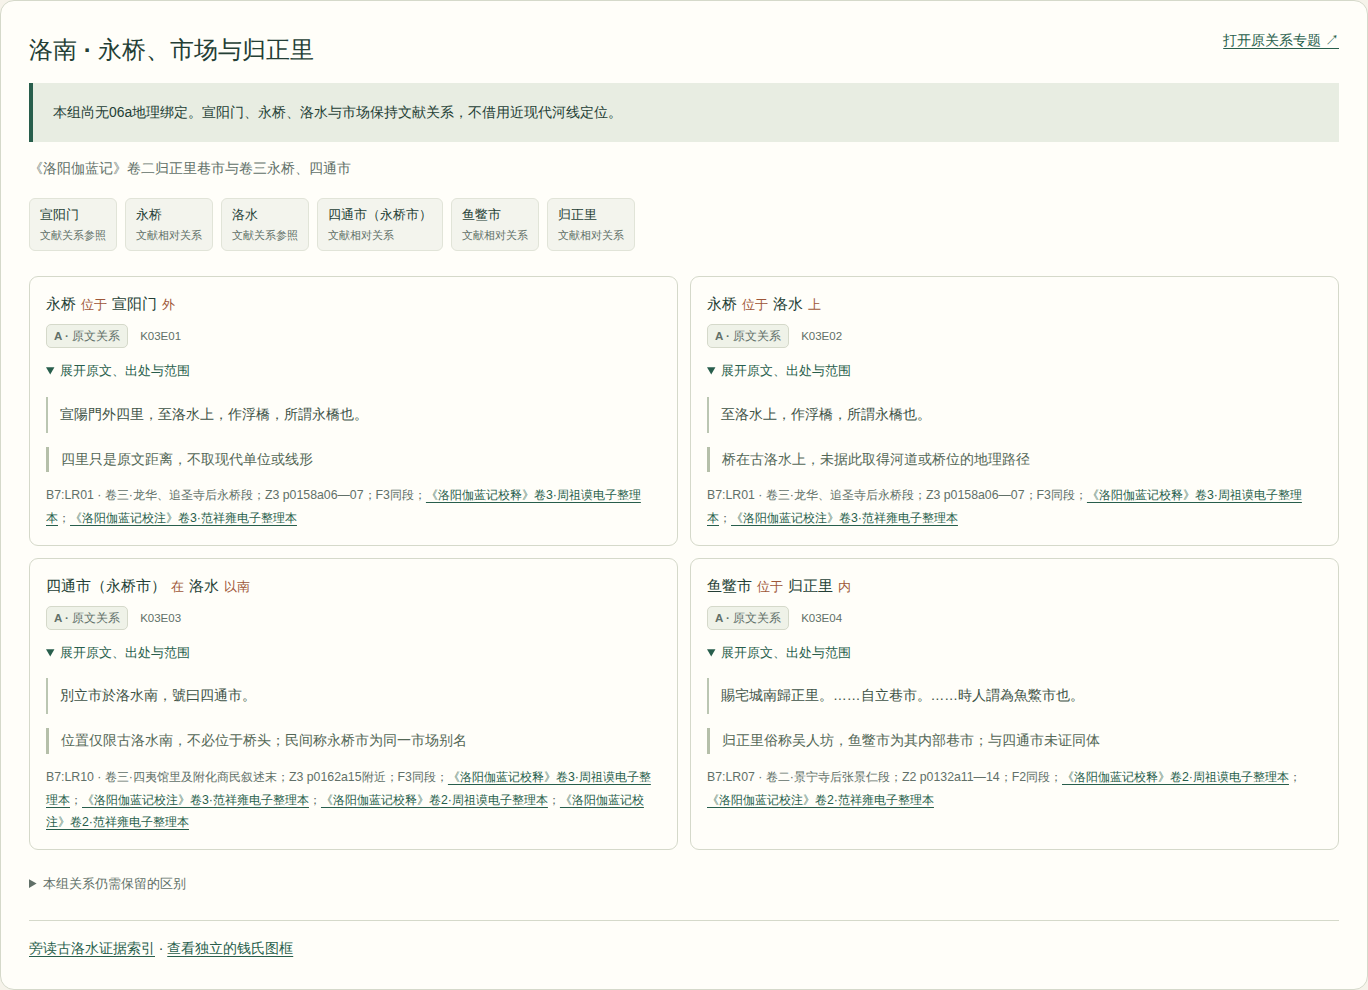 洛南 · 永桥、市场与归正里
打开原关系专题 ↗
本组尚无06a地理绑定。宣阳门、永桥、洛水与市场保持文献关系，不借用近现代河线定位。
《洛阳伽蓝记》卷二归正里巷市与卷三永桥、四通市
宣阳门
文献关系参照
永桥
文献相对关系
洛水
文献关系参照
四通市（永桥市）
文献相对关系
鱼鳖市
文献相对关系
归正里
文献相对关系
永桥 位于 宣阳门 外
A · 原文关系 K03E01
▼ 展开原文、出处与范围
宣陽門外四里，至洛水上，作浮橋，所謂永橋也。
四里只是原文距离，不取现代单位或线形
B7:LR01 · 卷三·龙华、追圣寺后永桥段；Z3 p0158a06—07；F3同段；《洛阳伽蓝记校释》卷3·周祖谟电子整理
本；《洛阳伽蓝记校注》卷3·范祥雍电子整理本
永桥 位于 洛水 上
A · 原文关系 K03E02
▼ 展开原文、出处与范围
至洛水上，作浮橋，所謂永橋也。
桥在古洛水上，未据此取得河道或桥位的地理路径
B7:LR01 · 卷三·龙华、追圣寺后永桥段；Z3 p0158a06—07；F3同段；《洛阳伽蓝记校释》卷3·周祖谟电子整理
本；《洛阳伽蓝记校注》卷3·范祥雍电子整理本
四通市（永桥市） 在 洛水 以南
A · 原文关系 K03E03
▼ 展开原文、出处与范围
別立市於洛水南，號曰四通市。
位置仅限古洛水南，不必位于桥头；民间称永桥市为同一市场别名
B7:LR10 · 卷三·四夷馆里及附化商民叙述末；Z3 p0162a15附近；F3同段；《洛阳伽蓝记校释》卷3·周祖谟电子整
理本；《洛阳伽蓝记校注》卷3·范祥雍电子整理本；《洛阳伽蓝记校释》卷2·周祖谟电子整理本；《洛阳伽蓝记校
注》卷2·范祥雍电子整理本
鱼鳖市 位于 归正里 内
A · 原文关系 K03E04
▼ 展开原文、出处与范围
賜宅城南歸正里。……自立巷市。……時人謂為魚鱉市也。
归正里俗称吴人坊，鱼鳖市为其内部巷市；与四通市未证同体
B7:LR07 · 卷二·景宁寺后张景仁段；Z2 p0132a11—14；F2同段；《洛阳伽蓝记校释》卷2·周祖谟电子整理本；
《洛阳伽蓝记校注》卷2·范祥雍电子整理本
▶ 本组关系仍需保留的区别
旁读古洛水证据索引 · 查看独立的钱氏图框